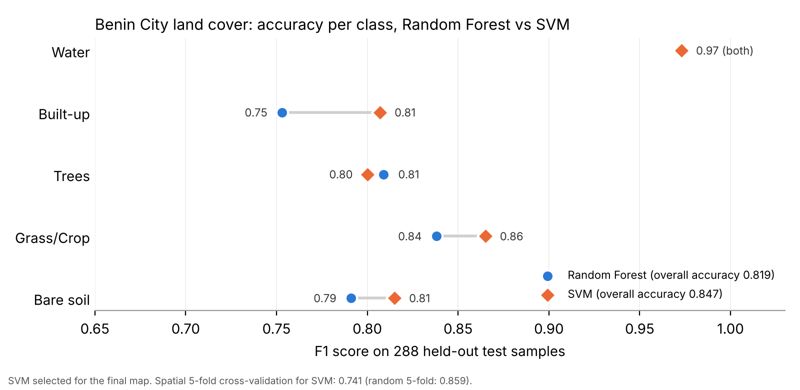 Benin City land cover: accuracy per class, Random Forest vs SVM
Water
0.97 (both)
Built-up
0.75
0.81
Trees
0.80
0.81
Grass/Crop
0.84
0.86
Random Forest (overall accuracy 0.819)
Bare soil
0.79
0.81
SVM (overall accuracy 0.847)
0.65 0.70 0.75 0.80 0.85 0.90 0.95 1.00
F1 score on 288 held-out test samples
SVM selected for the final map. Spatial 5-fold cross-validation for SVM: 0.741 (random 5-fold: 0.859).